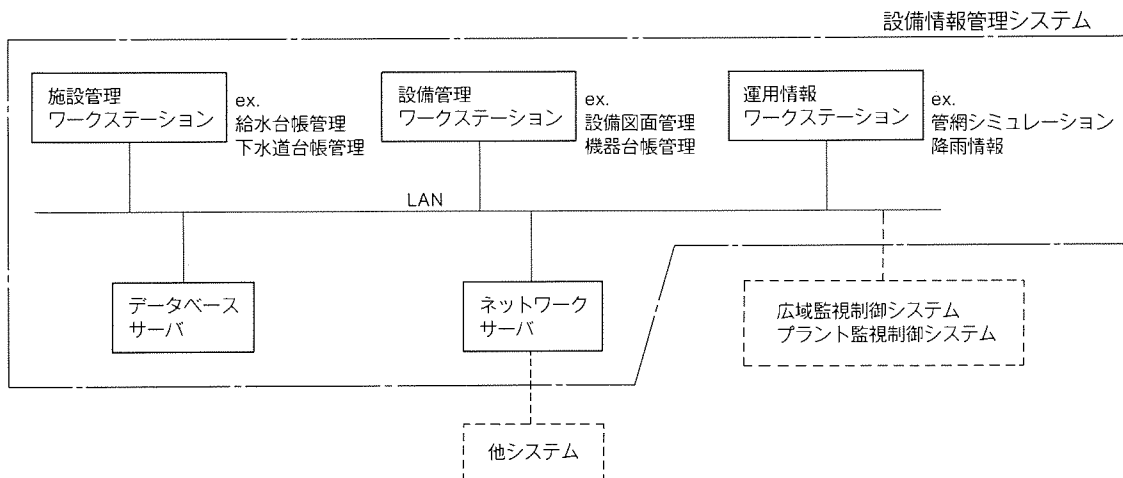 設備情報管理システム
施設管理
ワークステーション
ex.
給水台帳管理
下水道台帳管理
設備管理
ワークステーション
ex.
設備図面管理
機器台帳管理
運用情報
ワークステーション
ex.
管網シミュレーション
降雨情報
LAN
データベース
サーバ
ネットワーク
サーバ
広域監視制御システム
プラント監視制御システム
他システム